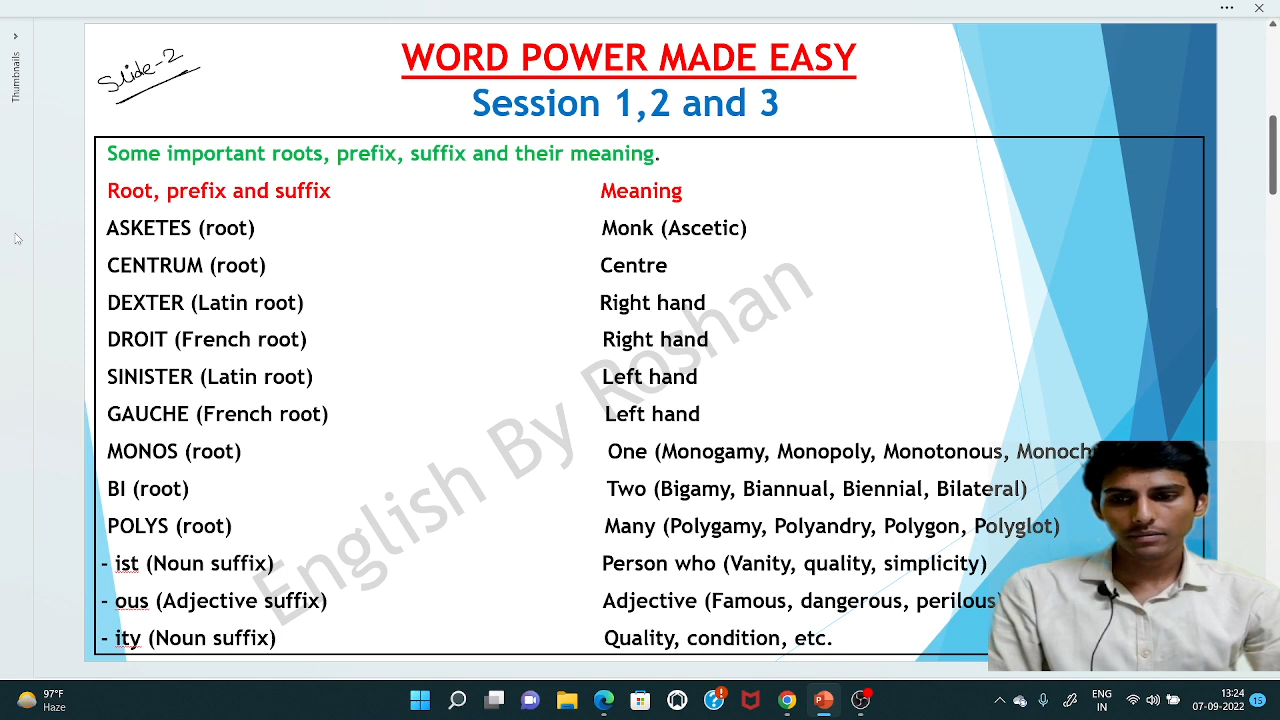 Thumbnails
Slide-2
WORD POWER MADE EASY
Session 1,2 and 3
Some important roots, prefix, suffix and their meaning.
Root, prefix and suffix Meaning
ASKETES (root) Monk (Ascetic)
CENTRUM (root) Centre
DEXTER (Latin root) Right hand
DROIT (French root) Right hand
SINISTER (Latin root) Left hand
GAUCHE (French root) Left hand
MONOS (root) One (Monogamy, Monopoly, Monotonous, Monoch
BI (root) Two (Bigamy, Biannual, Biennial, Bilateral)
POLYS (root) Many (Polygamy, Polyandry, Polygon, Polyglot)
- ist (Noun suffix) Person who (Vanity, quality, simplicity)
- ous (Adjective suffix) Adjective (Famous, dangerous, perilous)
- ity (Noun suffix) Quality, condition, etc.
English By Roshan
97°F
Haze
ENG
IN
13:24
07-09-2022
15